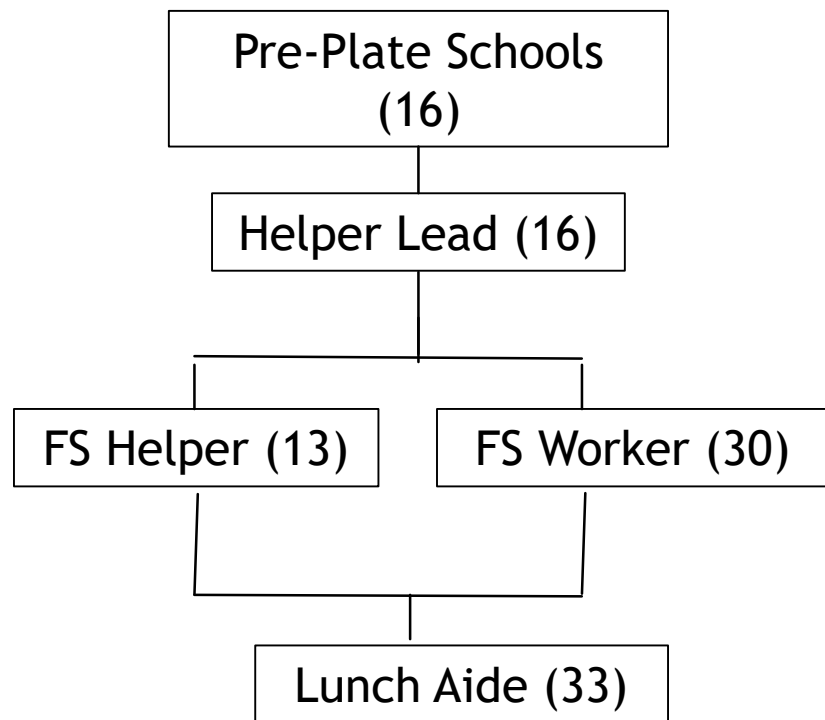 Pre-Plate Schools
(16)
Helper Lead (16)
FS Helper (13)
FS Worker (30)
Lunch Aide (33)